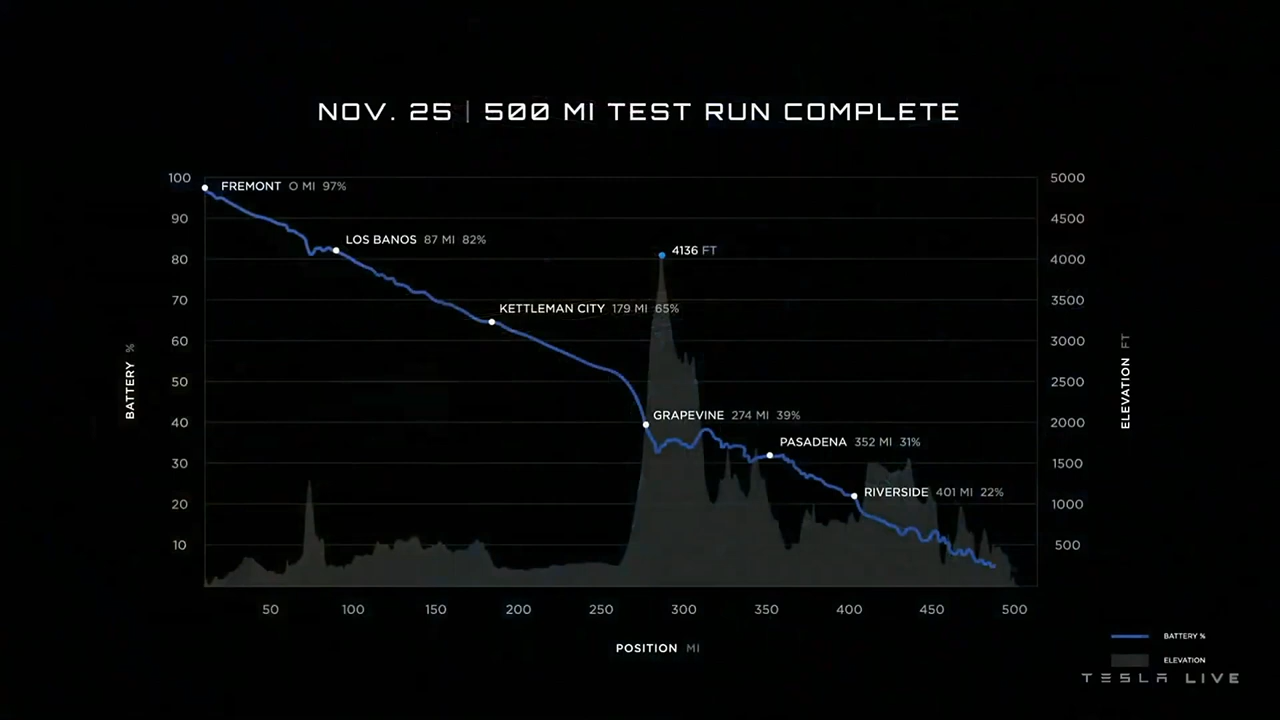 NOV. 25 | 500 MI TEST RUN COMPLETE
100
90
80
70
60
50
40
30
20
10
BATTERY %
FREMONT O MI 97%
LOS BANOS 87 MI 82%
4136 FT
KETTLEMAN CITY 179 MI 65%
GRAPEVINE 274 MI 39%
PASADENA 352 MI 31%
RIVERSIDE 401 MI 22%
5000
4500
4000
3500
3000
2500
2000
1500
1000
500
ELEVATION FT
50 100 150 200 250 300 350 400 450 500
POSITION MI
BATTERY %
ELEVATION
TESLA LIVE